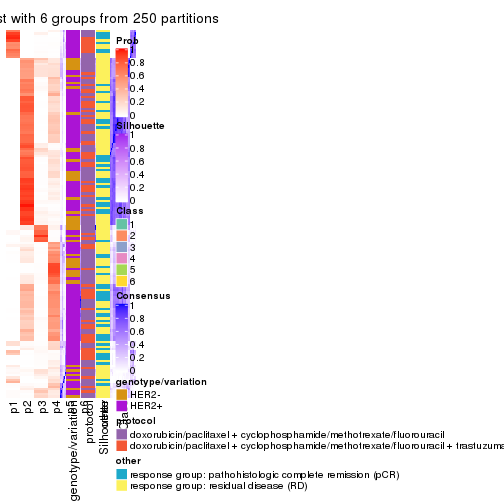 st with 6 groups from 250 partitions
Prob
1
0.8
0.6
0.4
0.2
0
Silhouette
1
0.8
0.6
0.4
0.2
0
Class
1
2
3
4
5
6
Consensus
1
0.8
0.6
0.4
0.2
0
genotype/variation
HER2-
HER2+
protocol
doxorubicin/paclitaxel + cyclophosphamide/methotrexate/fluorouracil
doxorubicin/paclitaxel + cyclophosphamide/methotrexate/fluorouracil + trastuzuma
other
response group: pathohistologic complete remission (pCR)
response group: residual disease (RD)
p1
p2
p3
p4
genotype/variation
protocol
Silhouette